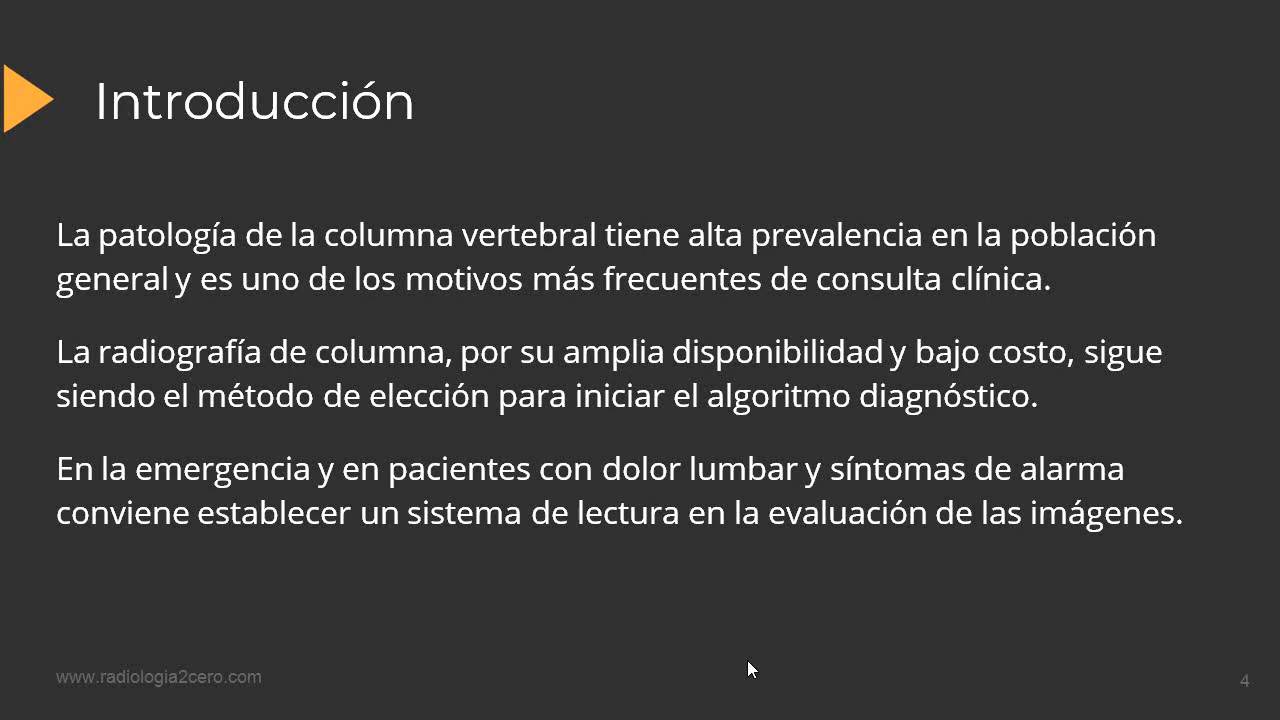 Introducción
La patología de la columna vertebral tiene alta prevalencia en la población
general y es uno de los motivos más frecuentes de consulta clínica.
La radiografía de columna, por su amplia disponibilidad y bajo costo, sigue
siendo el método de elección para iniciar el algoritmo diagnóstico.
En la emergencia y en pacientes con dolor lumbar y síntomas de alarma
conviene establecer un sistema de lectura en la evaluación de las imágenes.
www.radiologia2cero.com
4